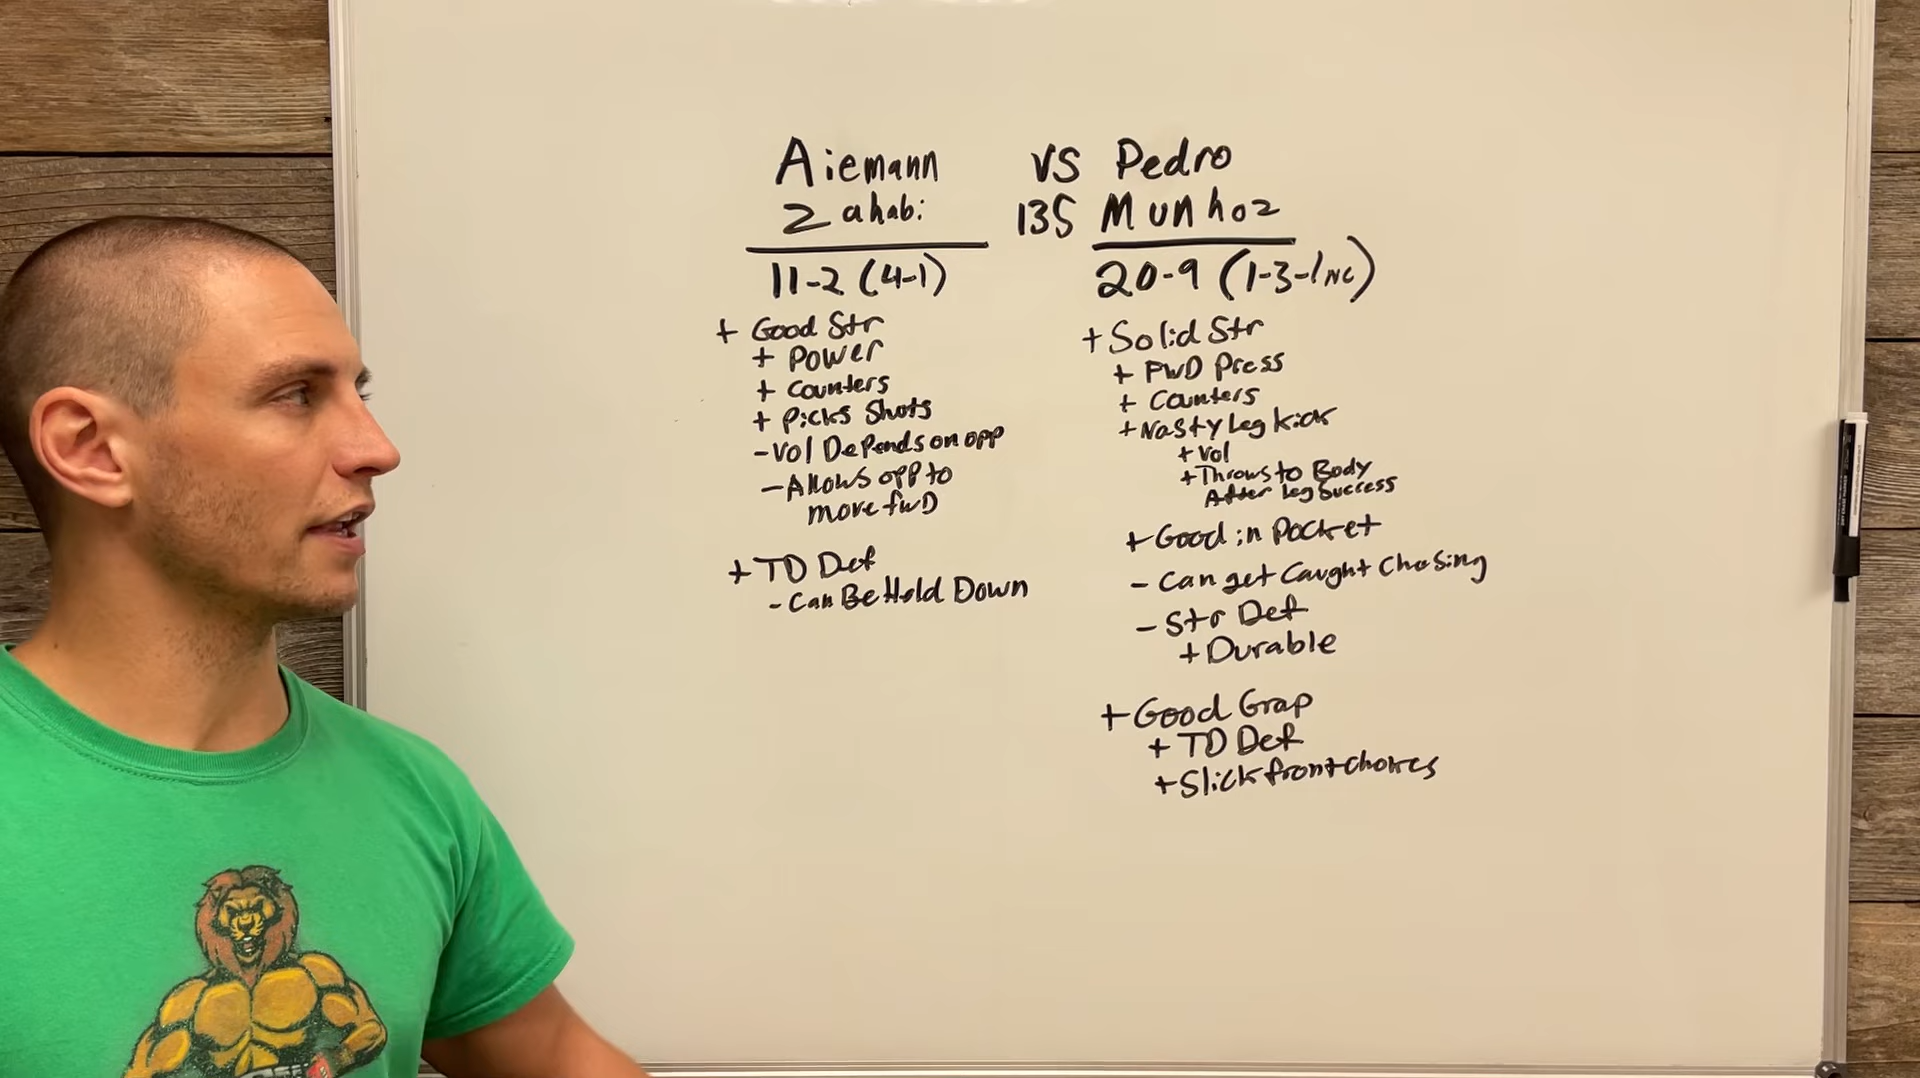 Aiemann
Zahabi
11-2 (4-1)
+ Good Str
+ Power
+ Counters
+ Picks Shots
- Vol Depends on opp
- Allows opp to
move fwD
+ TD Def
- Can Be Held Down
VS Pedro
135 Munhoz
20-9 (1-3-1NC)
+ Solid Str
+ FWD Press
+ Counters
+ Nasty Leg kick
+ Vol
+ Throws to Body
After leg Success
+ Good in Pocket
- Can get Caught Chasing
- Str Def
+ Durable
+ Good Grap
+ TD Def
+ Slick front chokes